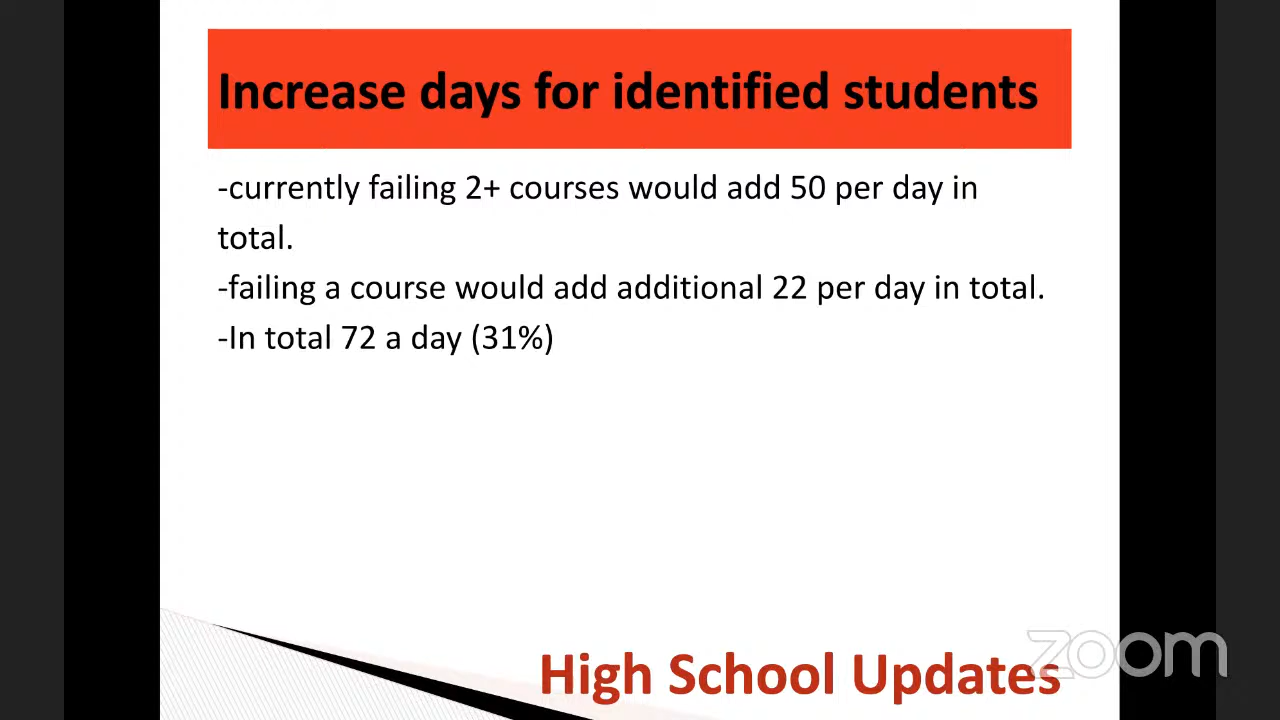 Increase days for identified students
-currently failing 2+ courses would add 50 per day in
total.
-failing a course would add additional 22 per day in total.
-In total 72 a day (31%)
High School Updates
zoom